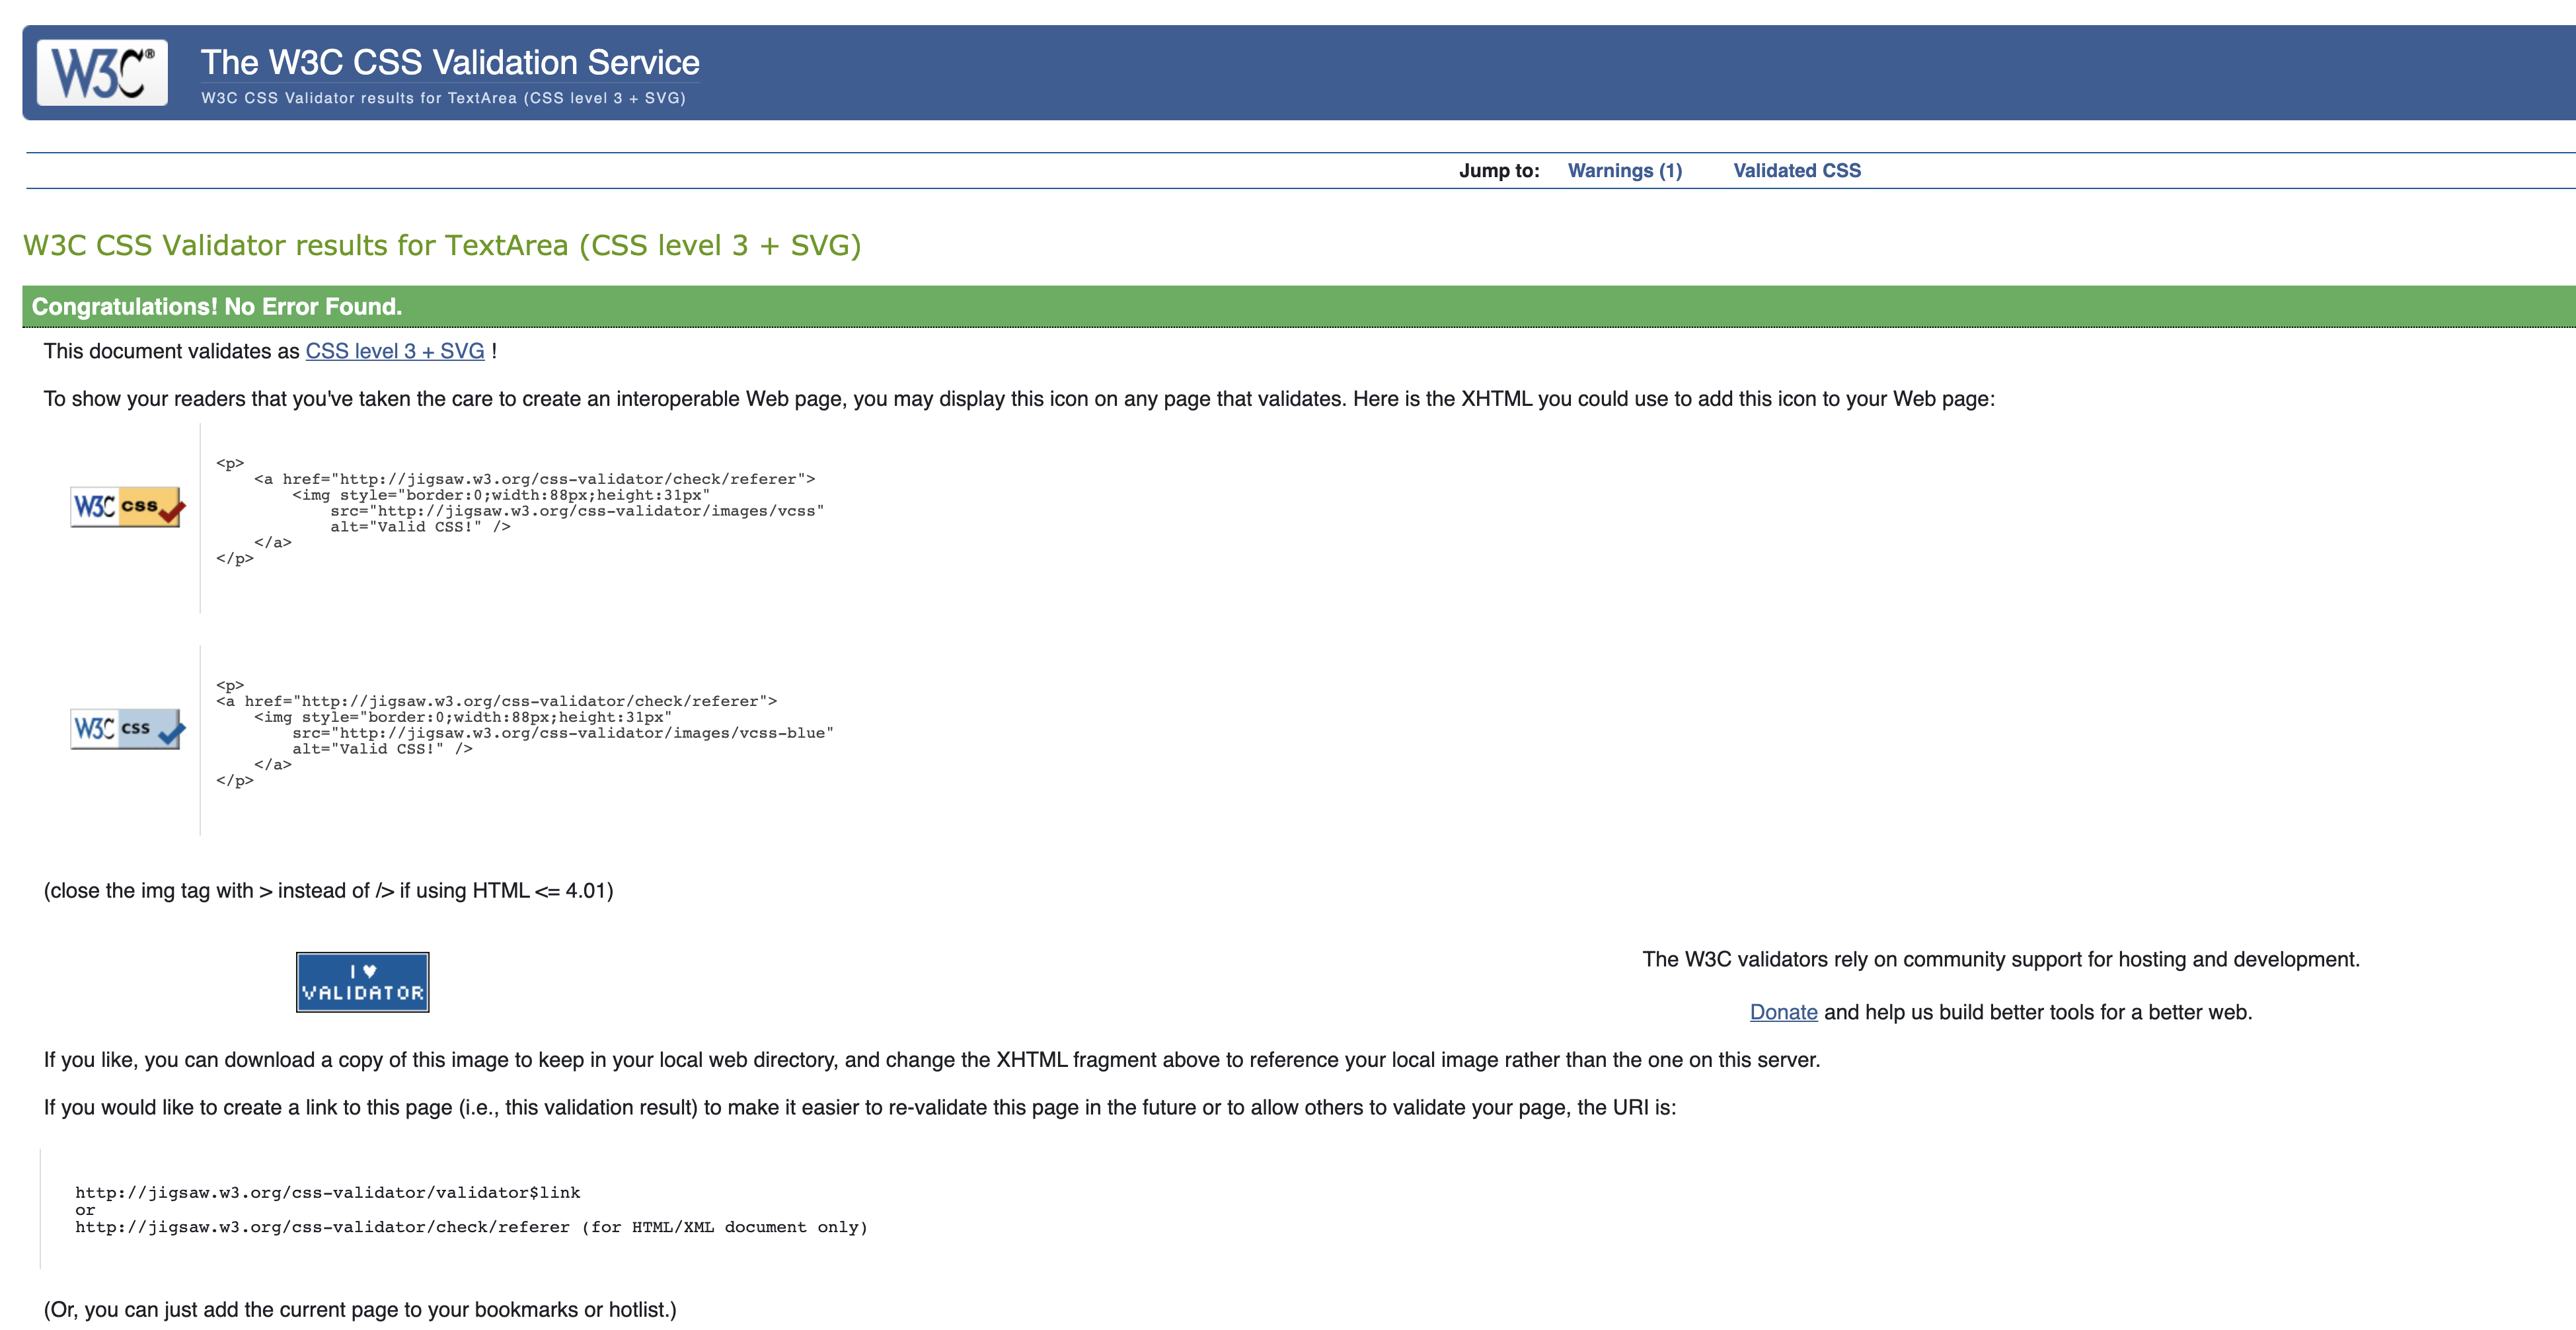 W3C®
The W3C CSS Validation Service
W3C CSS Validator results for TextArea (CSS level 3 + SVG)
Jump to: Warnings (1) Validated CSS
W3C CSS Validator results for TextArea (CSS level 3 + SVG)
Congratulations! No Error Found.
This document validates as CSS level 3 + SVG !
To show your readers that you've taken the care to create an interoperable Web page, you may display this icon on any page that validates. Here is the XHTML you could use to add this icon to your Web page:
W3C css
<p>
    <a href="http://jigsaw.w3.org/css-validator/check/referer">
        <img style="border:0;width:88px;height:31px"
            src="http://jigsaw.w3.org/css-validator/images/vcss"
            alt="Valid CSS!" />
    </a>
</p>
W3C css
<p>
<a href="http://jigsaw.w3.org/css-validator/check/referer">
    <img style="border:0;width:88px;height:31px"
        src="http://jigsaw.w3.org/css-validator/images/vcss-blue"
        alt="Valid CSS!" />
    </a>
</p>
(close the img tag with > instead of /> if using HTML <= 4.01)
I ♥
VALIDATOR
The W3C validators rely on community support for hosting and development.
Donate and help us build better tools for a better web.
If you like, you can download a copy of this image to keep in your local web directory, and change the XHTML fragment above to reference your local image rather than the one on this server.
If you would like to create a link to this page (i.e., this validation result) to make it easier to re-validate this page in the future or to allow others to validate your page, the URI is:
http://jigsaw.w3.org/css-validator/validator$link
or
http://jigsaw.w3.org/css-validator/check/referer (for HTML/XML document only)
(Or, you can just add the current page to your bookmarks or hotlist.)